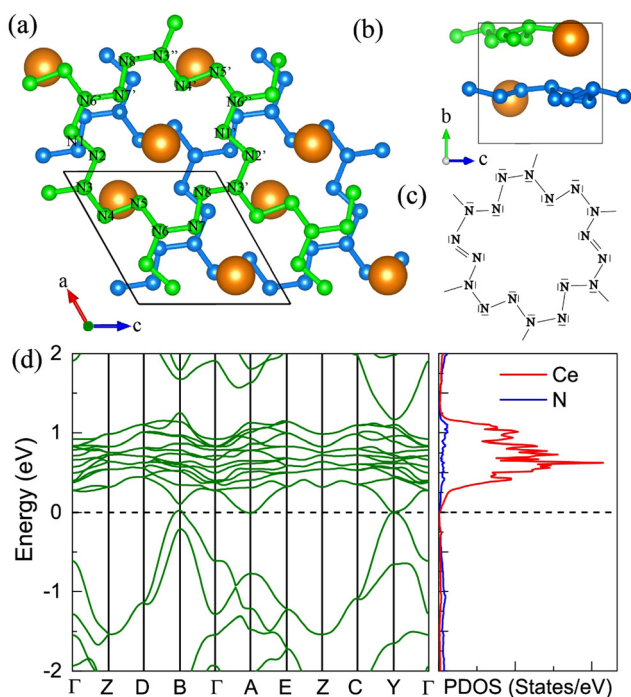 (a)
(b)
N8'
N3''
N4'
N5'
N6'
N7'
N6''
N1
N1'
N2
N2'
N3
N8
N3'
N4
N5
N6
N7
a
c
b
c
(c)
N N N N
N N N N
N N
N N
N N
N N N N
N N N N
(d)
2
1
0
-1
-2
Energy (eV)
Γ Z D B Γ A E Z C Y Γ
Ce
N
PDOS (States/eV)